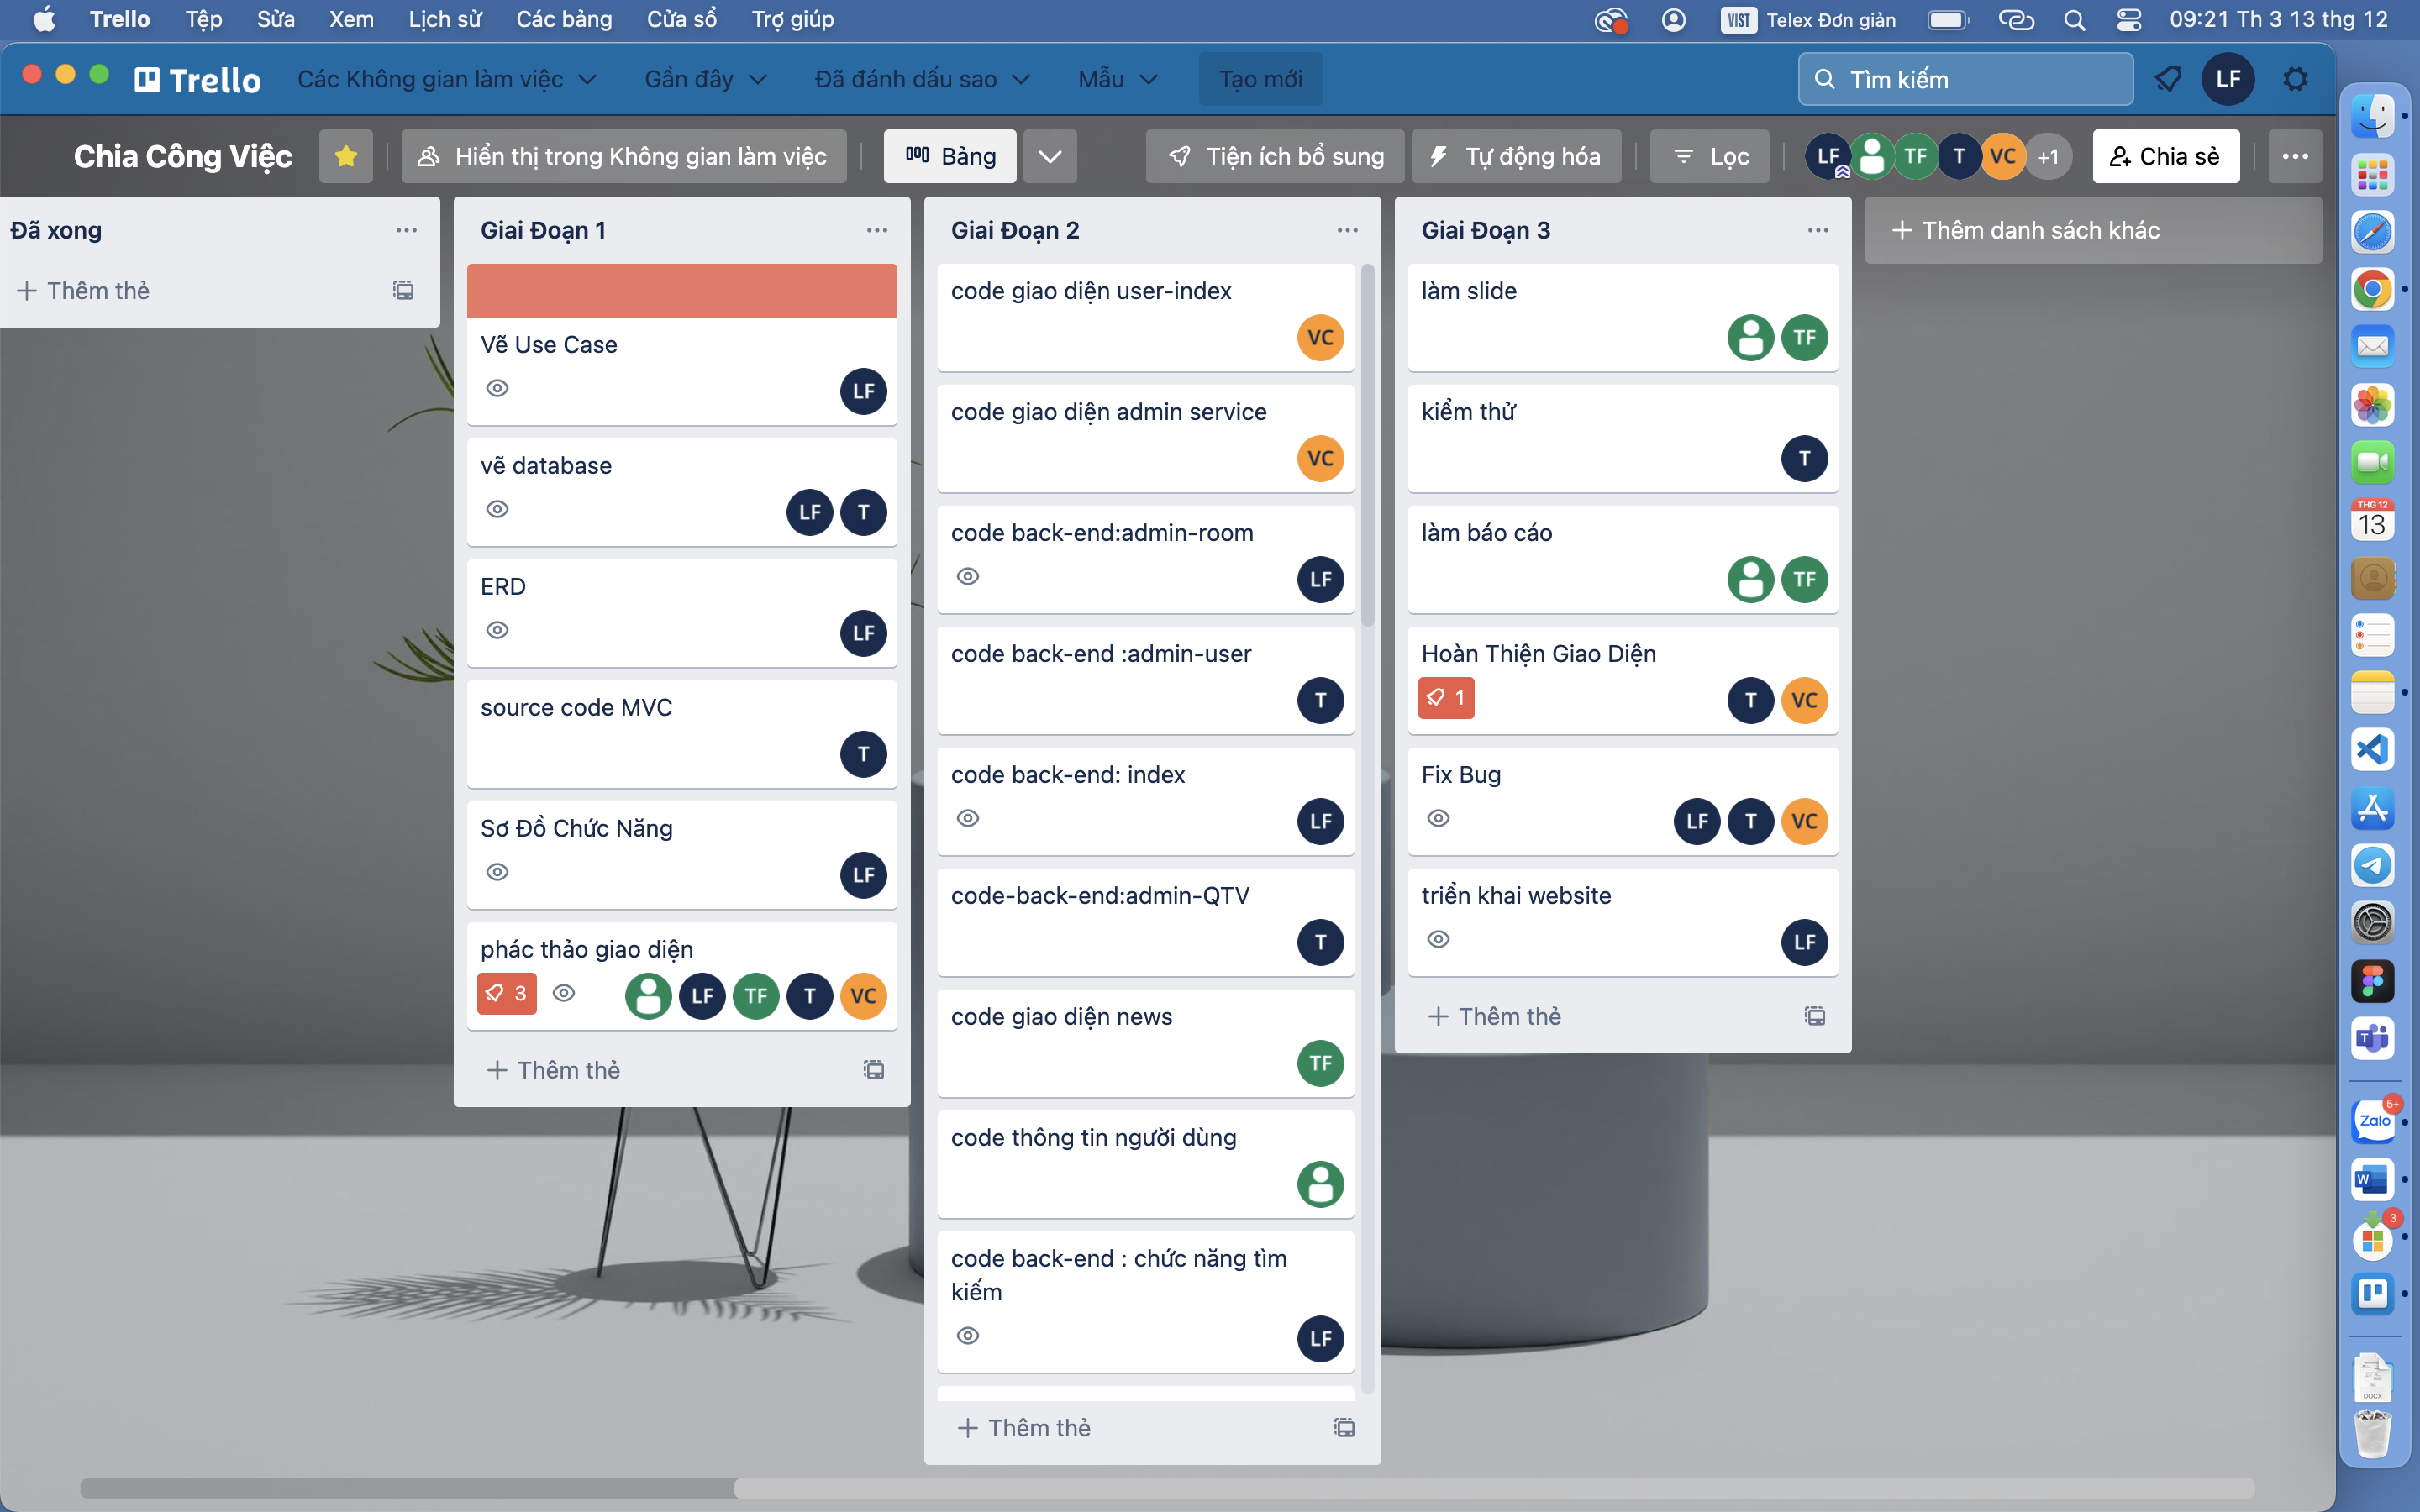 Trello Tệp Sửa Xem Lịch sử Các bảng Cửa sổ Trợ giúp VIST Telex Đơn giản 09:21 Th 3 13 thg 12
Trello Các Không gian làm việc Gần đây Đã đánh dấu sao Mẫu Tạo mới Tìm kiếm LF
Chia Công Việc Hiển thị trong Không gian làm việc Bảng Tiện ích bổ sung Tự động hóa Lọc LF TF T VC +1 Chia sẻ
Đã xong
+ Thêm thẻ
Giai Đoạn 1
Vẽ Use Case
LF
vẽ database
LF T
ERD
LF
source code MVC
T
Sơ Đồ Chức Năng
LF
phác thảo giao diện
3 LF TF T VC
+ Thêm thẻ
Giai Đoạn 2
code giao diện user-index
VC
code giao diện admin service
VC
code back-end:admin-room
LF
code back-end :admin-user
T
code back-end: index
LF
code-back-end:admin-QTV
T
code giao diện news
TF
code thông tin người dùng
code back-end : chức năng tìm
kiếm
LF
+ Thêm thẻ
Giai Đoạn 3
làm slide
TF
kiểm thử
T
làm báo cáo
TF
Hoàn Thiện Giao Diện
1 T VC
Fix Bug
LF T VC
triển khai website
LF
+ Thêm thẻ
+ Thêm danh sách khác
THG 12
13
T
5+
Zalo
W
3
DOCX